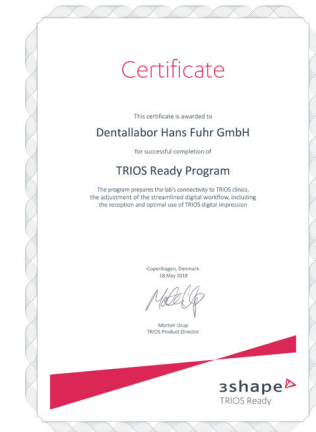 Certificate
This certificate is awarded to
Dentallabor Hans Fuhr GmbH
for successful completion of
TRIOS Ready Program
The program prepares the lab's connectivity to TRIOS clinics,
the adjustment of the streamlined digital workflow, including
the reception and optimal use of TRIOS digital impression
Copenhagen, Denmark
18 May 2018
Morten Urup
TRIOS Product Director
3shape
TRIOS Ready